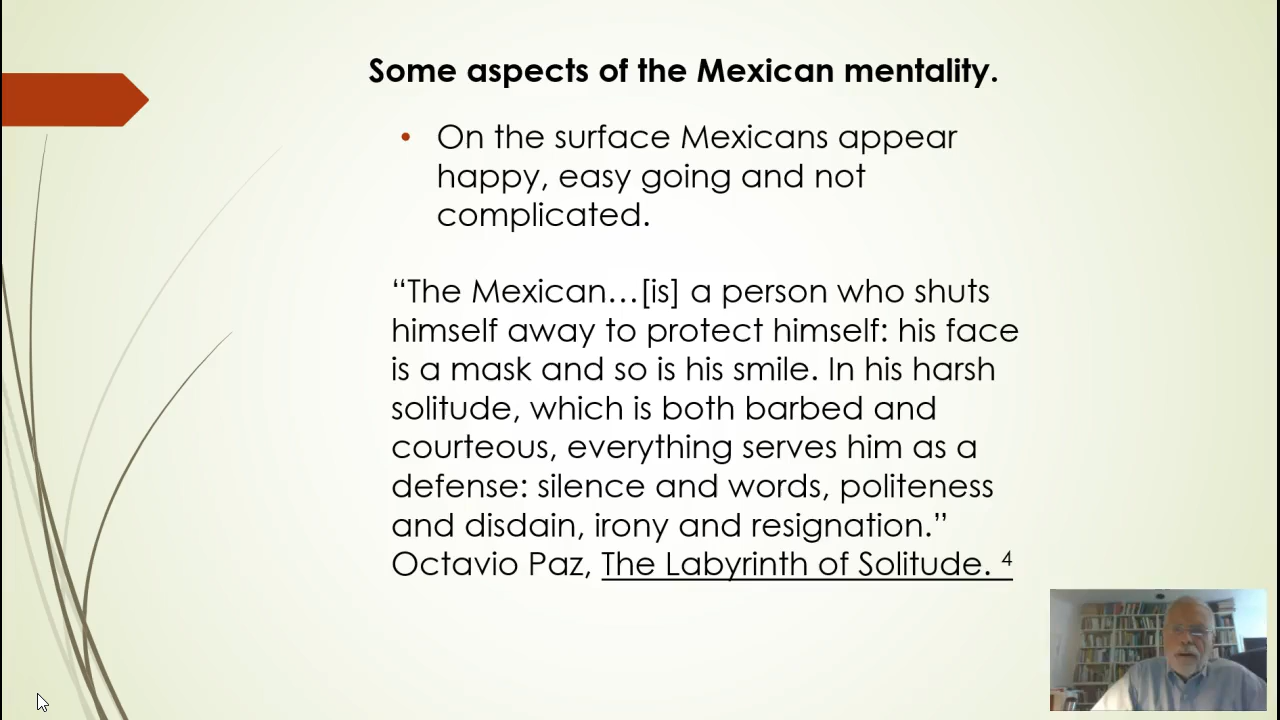 Some aspects of the Mexican mentality.
• On the surface Mexicans appear
happy, easy going and not
complicated.
“The Mexican…[is] a person who shuts
himself away to protect himself: his face
is a mask and so is his smile. In his harsh
solitude, which is both barbed and
courteous, everything serves him as a
defense: silence and words, politeness
and disdain, irony and resignation.”
Octavio Paz, The Labyrinth of Solitude. ⁴